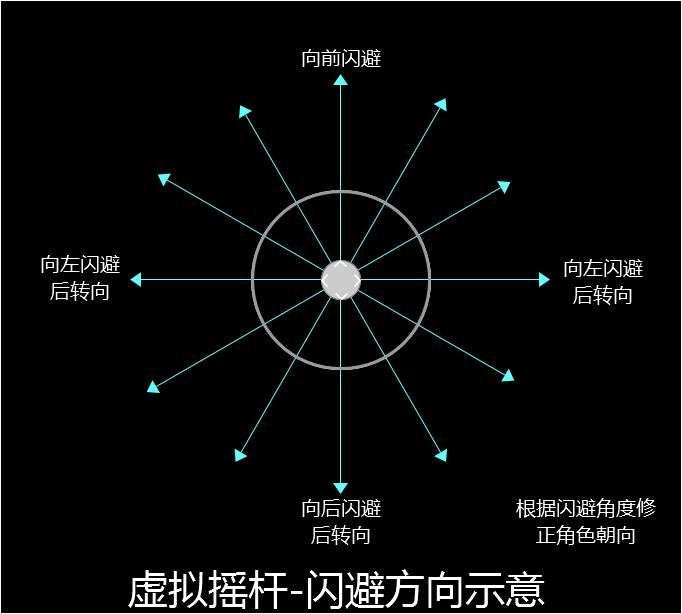 向前闪避
向左闪避
后转向
向左闪避
后转向
向后闪避
后转向
根据闪避角度修
正角色朝向
虚拟摇杆-闪避方向示意